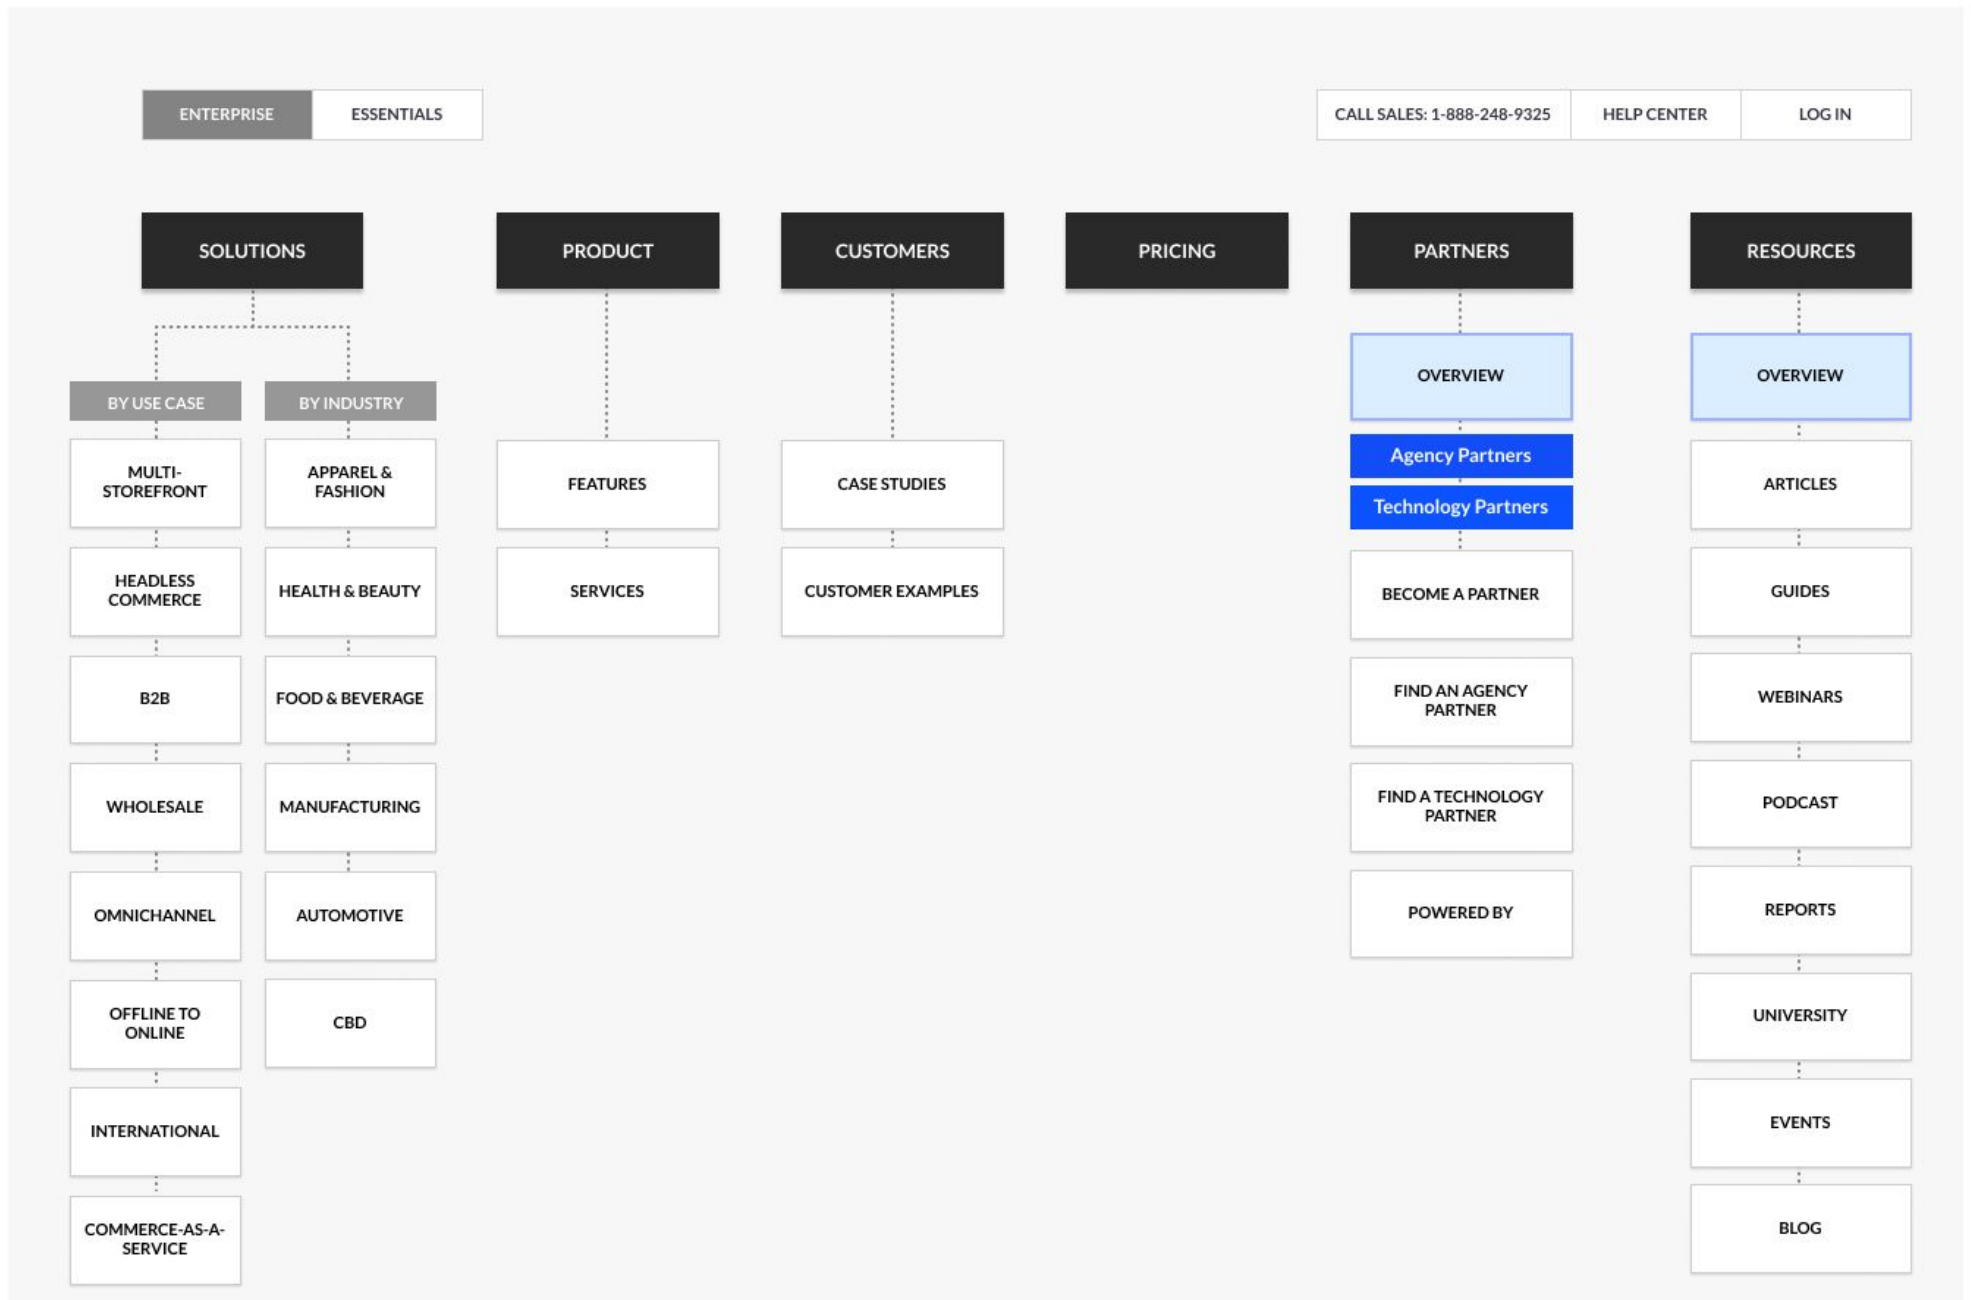 ENTERPRISE
ESSENTIALS
CALL SALES: 1-888-248-9325
HELP CENTER
LOG IN
SOLUTIONS
PRODUCT
CUSTOMERS
PRICING
PARTNERS
RESOURCES
BY USE CASE
MULTI-
STOREFRONT
HEADLESS
COMMERCE
B2B
WHOLESALE
OMNICHANNEL
OFFLINE TO
ONLINE
INTERNATIONAL
COMMERCE-AS-A-
SERVICE
BY INDUSTRY
APPAREL &
FASHION
HEALTH & BEAUTY
FOOD & BEVERAGE
MANUFACTURING
AUTOMOTIVE
CBD
FEATURES
SERVICES
CASE STUDIES
CUSTOMER EXAMPLES
OVERVIEW
Agency Partners
Technology Partners
BECOME A PARTNER
FIND AN AGENCY
PARTNER
FIND A TECHNOLOGY
PARTNER
POWERED BY
OVERVIEW
ARTICLES
GUIDES
WEBINARS
PODCAST
REPORTS
UNIVERSITY
EVENTS
BLOG